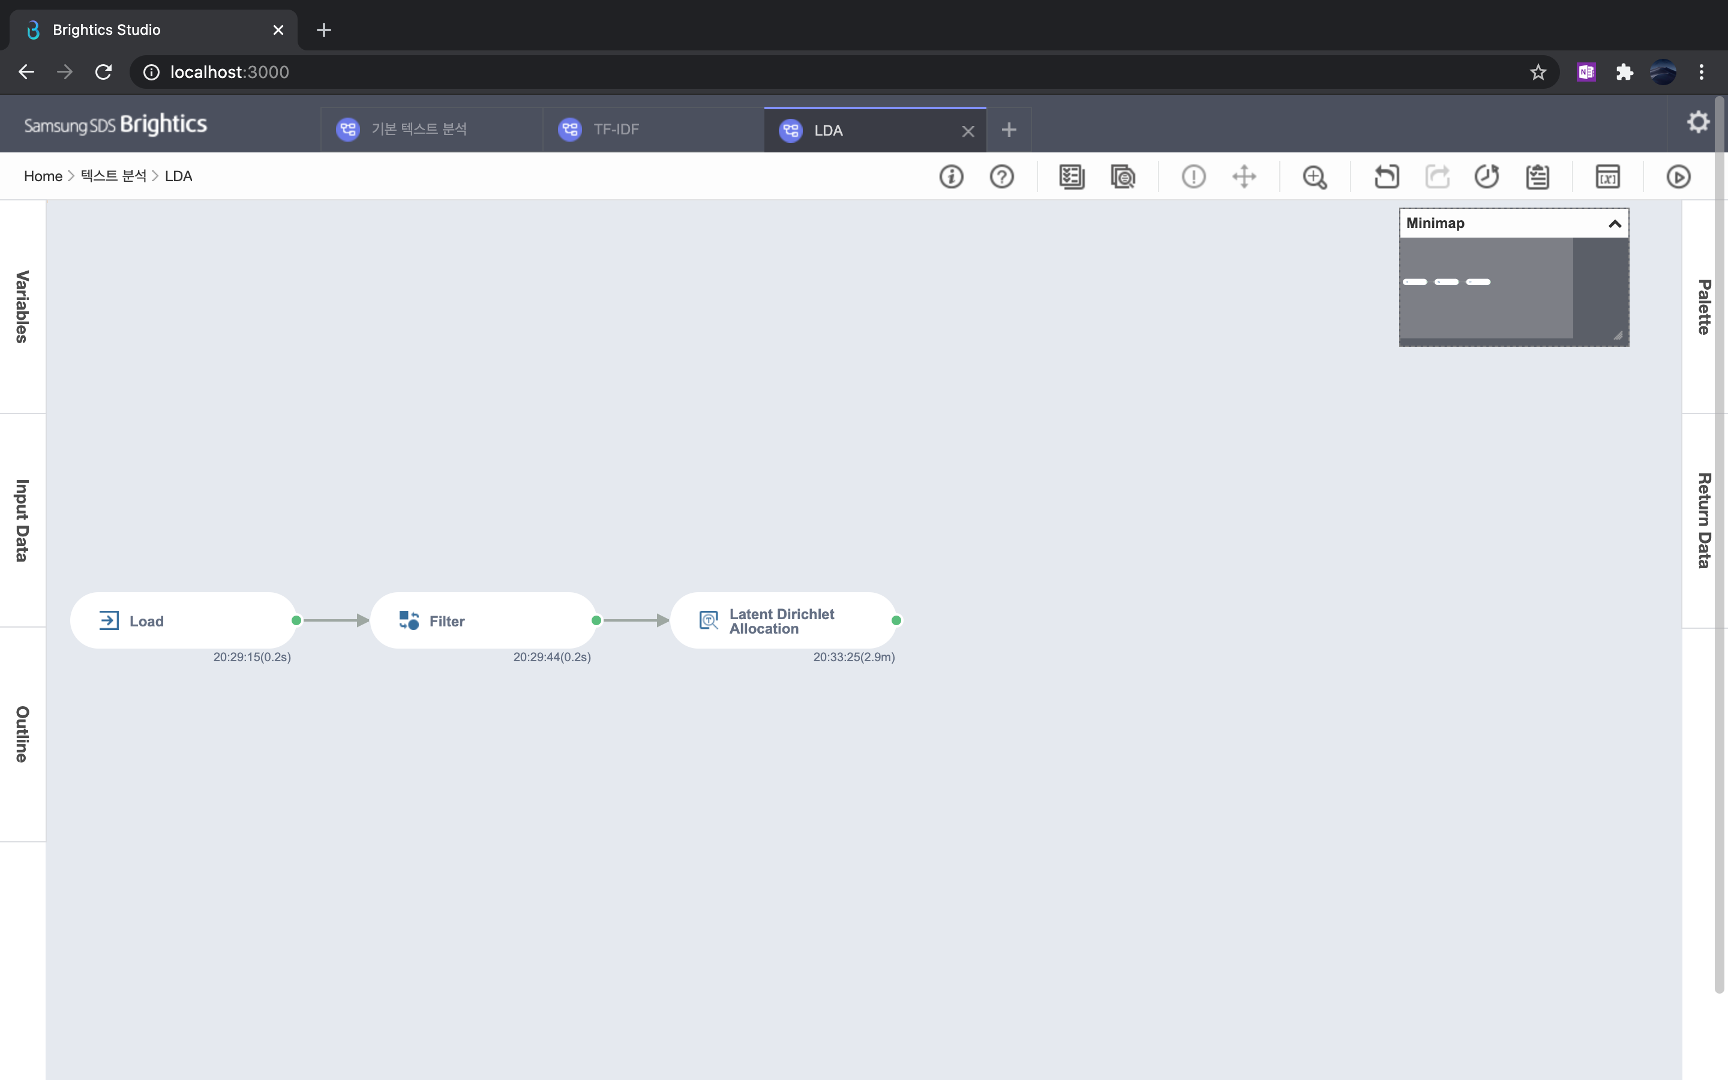 Brightics Studio
localhost:3000
Samsung SDS Brightics
기본 텍스트 분석
TF-IDF
LDA
Home > 텍스트 분석 > LDA
Minimap
Variables
Input Data
Outline
Palette
Return Data
Load
20:29:15(0.2s)
Filter
20:29:44(0.2s)
Latent Dirichlet
Allocation
20:33:25(2.9m)